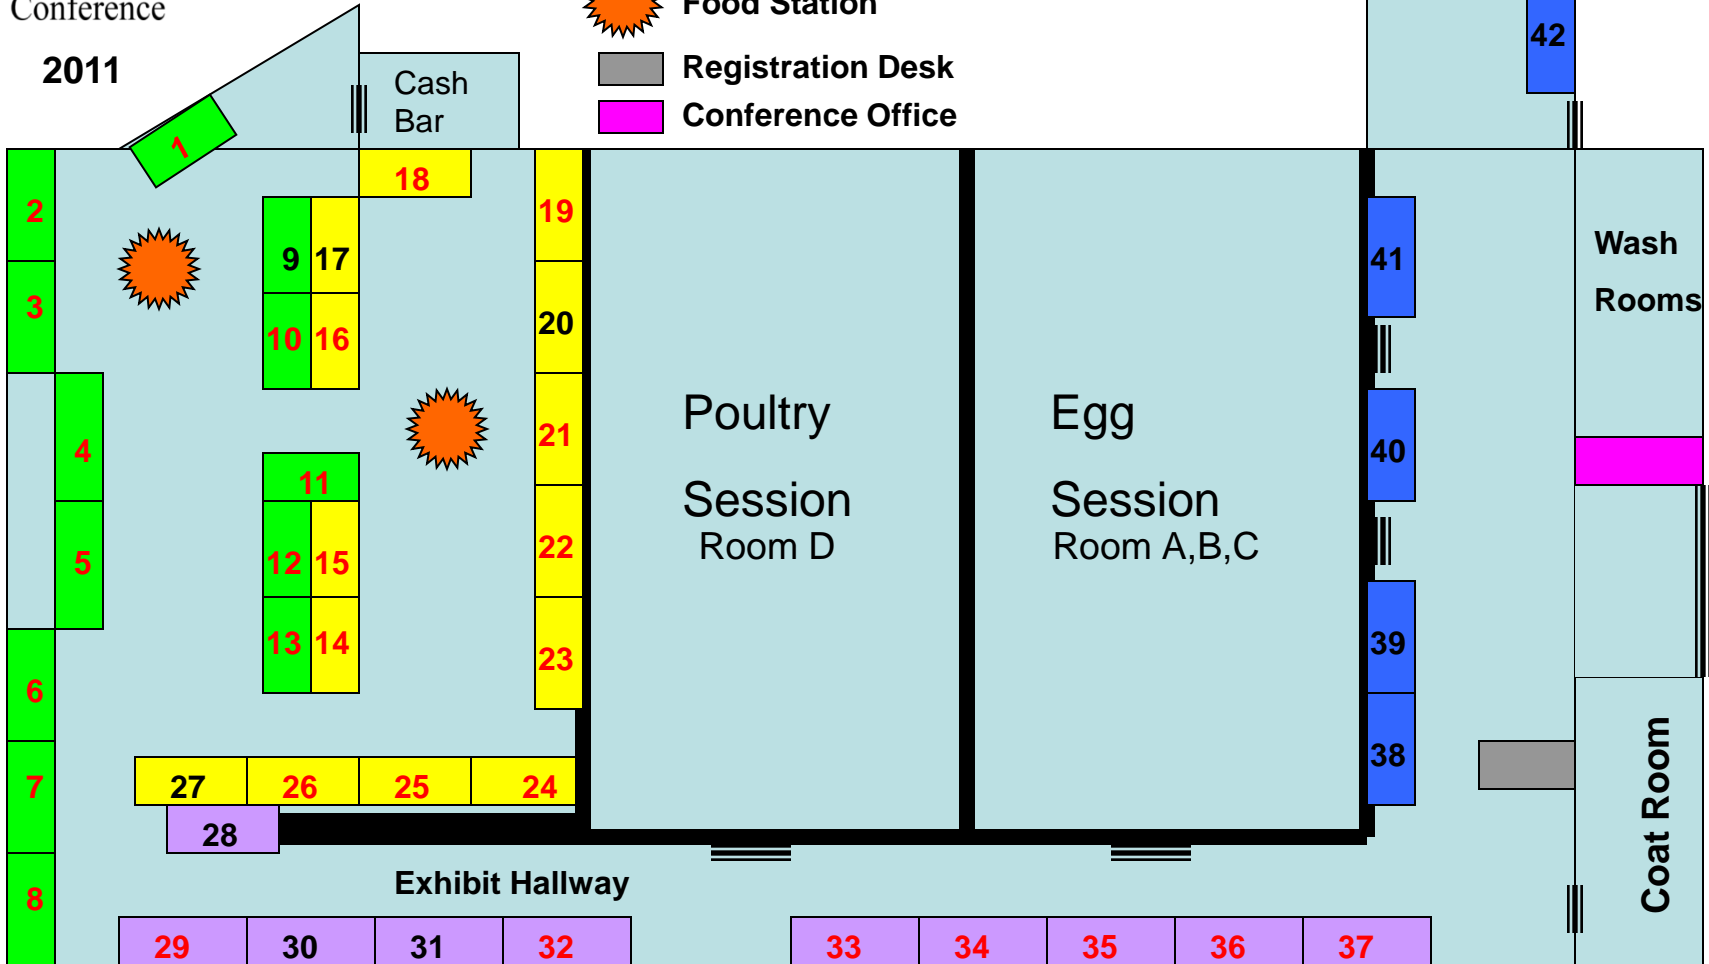 Conference
2011
Food Station
Registration Desk
Conference Office
Cash
Bar
42
1
2
18
19
9 17
41
Wash
Rooms
3
10 16
20
Poultry
Session
Room D
Egg
Session
Room A,B,C
21
4
40
11
22
5
12 15
13 14
23
39
6
38
7
27 26 25 24
28
Coat Room
Exhibit Hallway
8
29 30 31 32 33 34 35 36 37